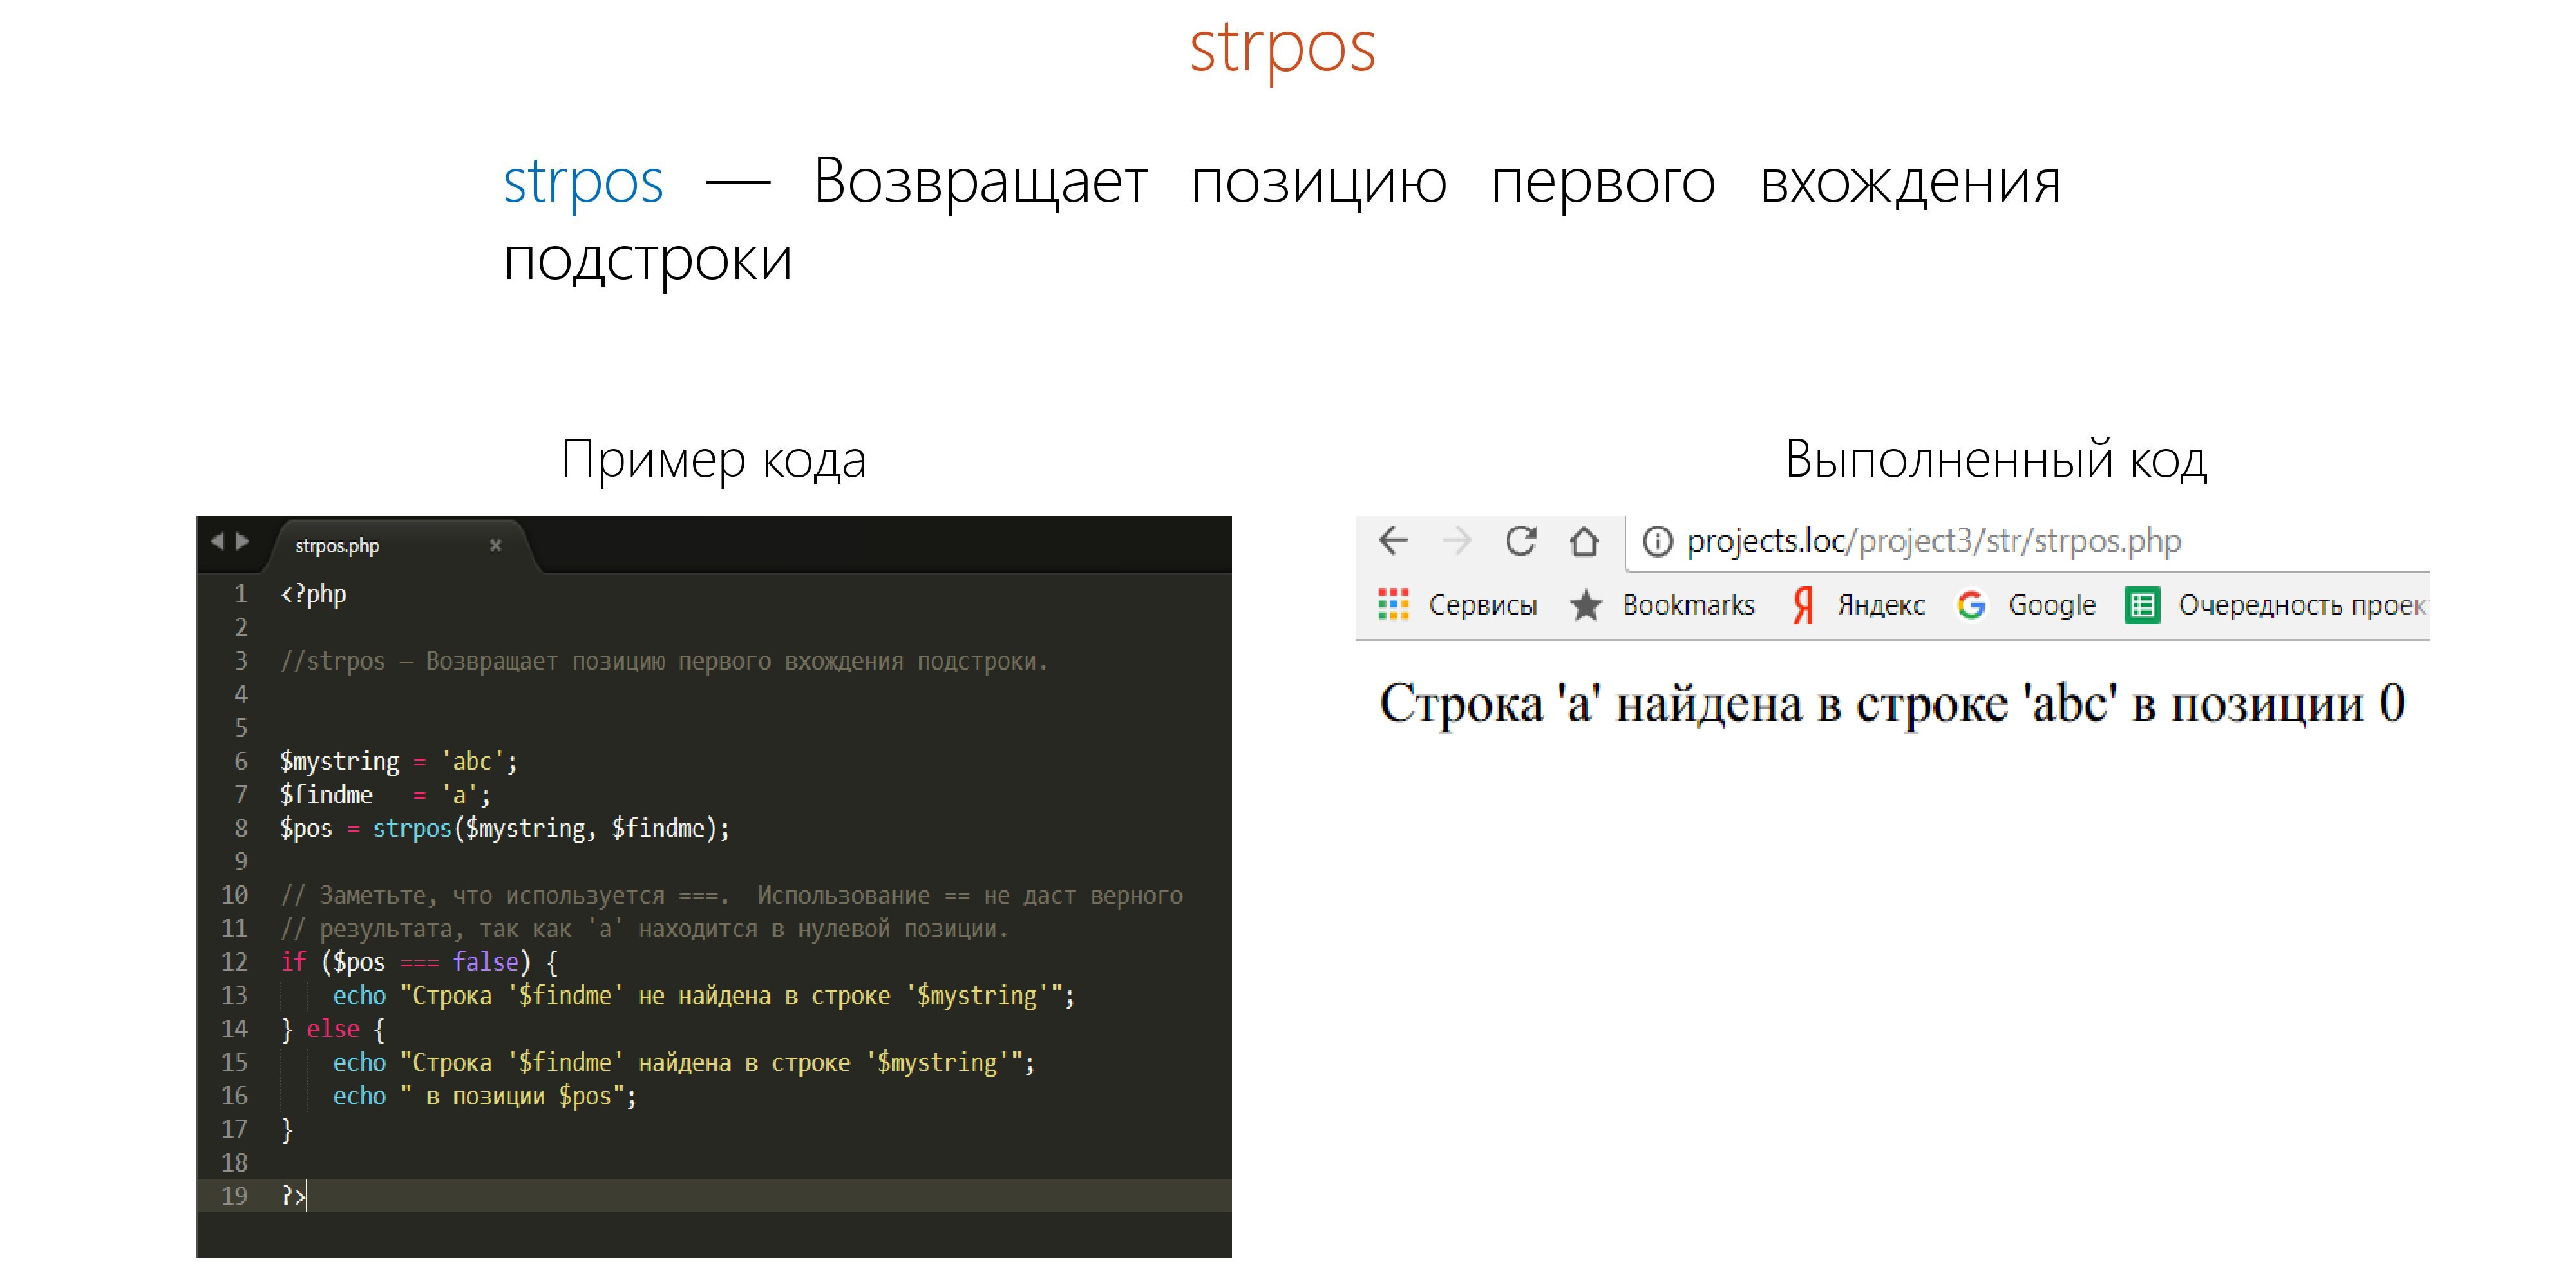 strpos
strpos — Возвращает позицию первого вхождения
подстроки
Пример кода
Выполненный код
strpos.php ×
1 <?php
2
3 //strpos — Возвращает позицию первого вхождения подстроки.
4
5
6 $mystring = 'abc';
7 $findme   = 'a';
8 $pos = strpos($mystring, $findme);
9
10 // Заметьте, что используется ===.  Использование == не даст верного
11 // результата, так как 'a' находится в нулевой позиции.
12 if ($pos === false) {
13     echo "Строка '$findme' не найдена в строке '$mystring'";
14 } else {
15     echo "Строка '$findme' найдена в строке '$mystring'";
16     echo " в позиции $pos";
17 }
18
19 ?>
projects.loc/project3/str/strpos.php
Сервисы Bookmarks Яндекс Google Очередность проек
Строка 'a' найдена в строке 'abc' в позиции 0